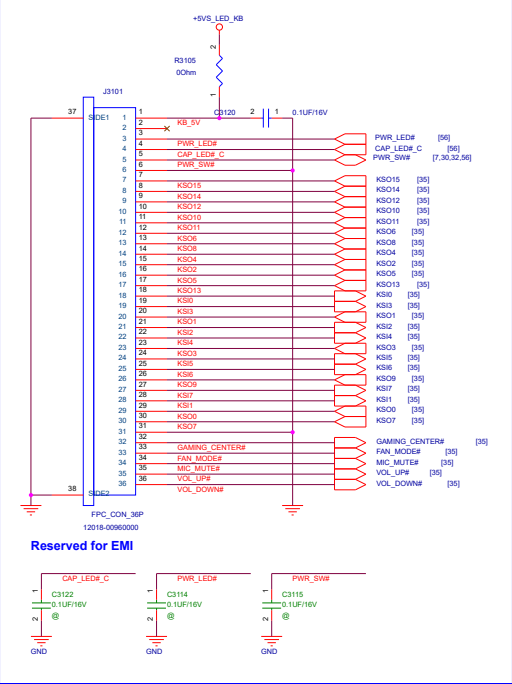 +5VS_LED_KB
2
R3105
0Ohm
1
J3101
C3120
2 1 0.1UF/16V
37 SIDE1 1 1 KB_5V
2 2
3 3 PWR_LED# PWR_LED# [56]
4 4 CAP_LED#_C CAP_LED#_C [56]
5 5 PWR_SW# PWR_SW# [7,30,32,56]
6 6
7 7 KSO15 KSO15 [35]
8 8 KSO14 KSO14 [35]
9 9 KSO12 KSO12 [35]
10 10 KSO10 KSO10 [35]
11 11 KSO11 KSO11 [35]
12 12 KSO6 KSO6 [35]
13 13 KSO8 KSO8 [35]
14 14 KSO4 KSO4 [35]
15 15 KSO2 KSO2 [35]
16 16 KSO5 KSO5 [35]
17 17 KSO13 KSO13 [35]
18 18 KSI0 KSI0 [35]
19 19 KSI3 KSI3 [35]
20 20 KSO1 KSO1 [35]
21 21 KSI2 KSI2 [35]
22 22 KSI4 KSI4 [35]
23 23 KSO3 KSO3 [35]
24 24 KSI5 KSI5 [35]
25 25 KSI6 KSI6 [35]
26 26 KSO9 KSO9 [35]
27 27 KSI7 KSI7 [35]
28 28 KSI1 KSI1 [35]
29 29 KSO0 KSO0 [35]
30 30 KSO7 KSO7 [35]
31 31
32 32 GAMING_CENTER# GAMING_CENTER# [35]
33 33 FAN_MODE# FAN_MODE# [35]
34 34 MIC_MUTE# MIC_MUTE# [35]
35 35 VOL_UP# VOL_UP# [35]
36 36 VOL_DOWN# VOL_DOWN# [35]
38 SIDE2
FPC_CON_36P
12018-00960000
Reserved for EMI
CAP_LED#_C PWR_LED# PWR_SW#
1 C3122 1 C3114 1 C3115
0.1UF/16V 0.1UF/16V 0.1UF/16V
2 @ 2 @ 2 @
GND GND GND